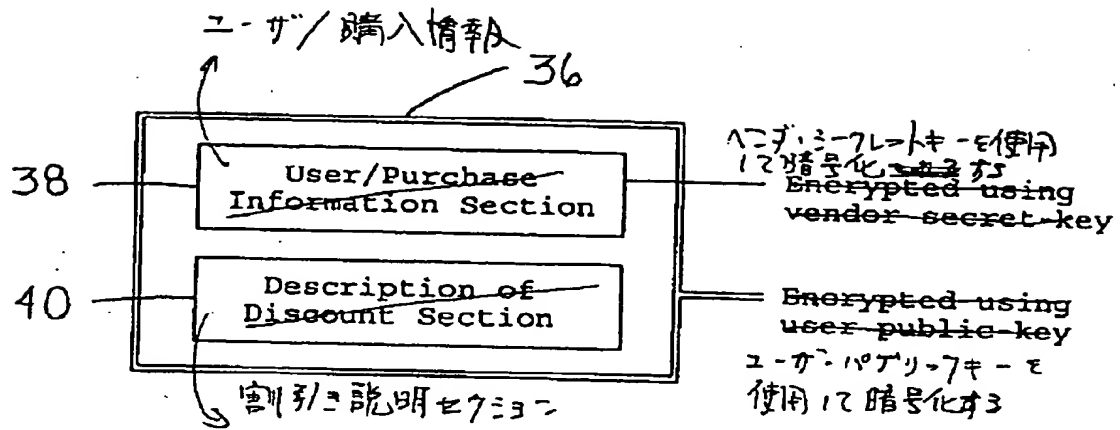 ユーザ/購入情報
36
38
User/Purchase
Information Section
ベンダ・シークレットキーを使用
して暗号化する
Encrypted using
vendor secret key
40
Description of
Discount Section
Encrypted using
user public key
ユーザ・パブリックキーを
使用して暗号化する
割引き説明セクション